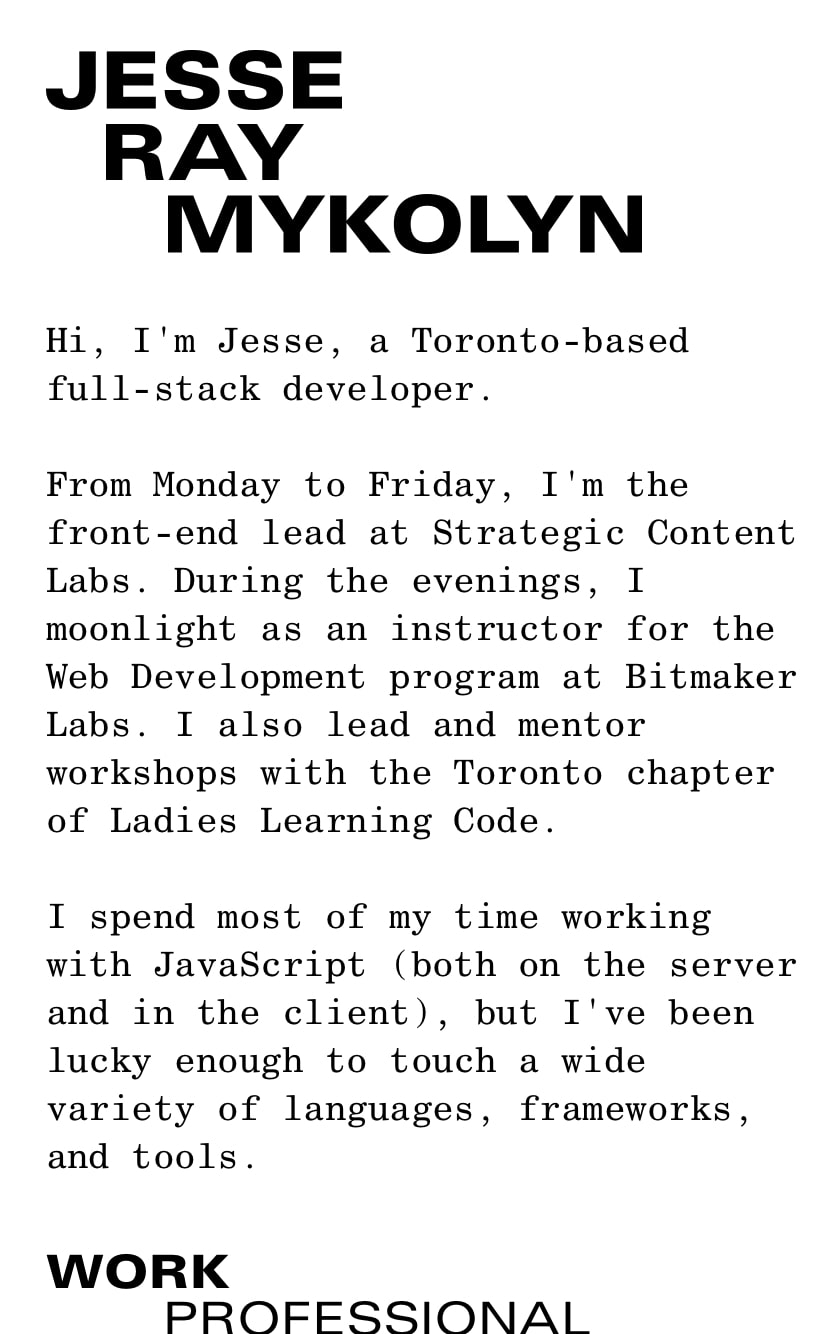 JESSE
RAY
MYKOLYN
Hi, I'm Jesse, a Toronto-based
full-stack developer.
From Monday to Friday, I'm the
front-end lead at Strategic Content
Labs. During the evenings, I
moonlight as an instructor for the
Web Development program at Bitmaker
Labs. I also lead and mentor
workshops with the Toronto chapter
of Ladies Learning Code.
I spend most of my time working
with JavaScript (both on the server
and in the client), but I've been
lucky enough to touch a wide
variety of languages, frameworks,
and tools.
WORK
PROFESSIONAL